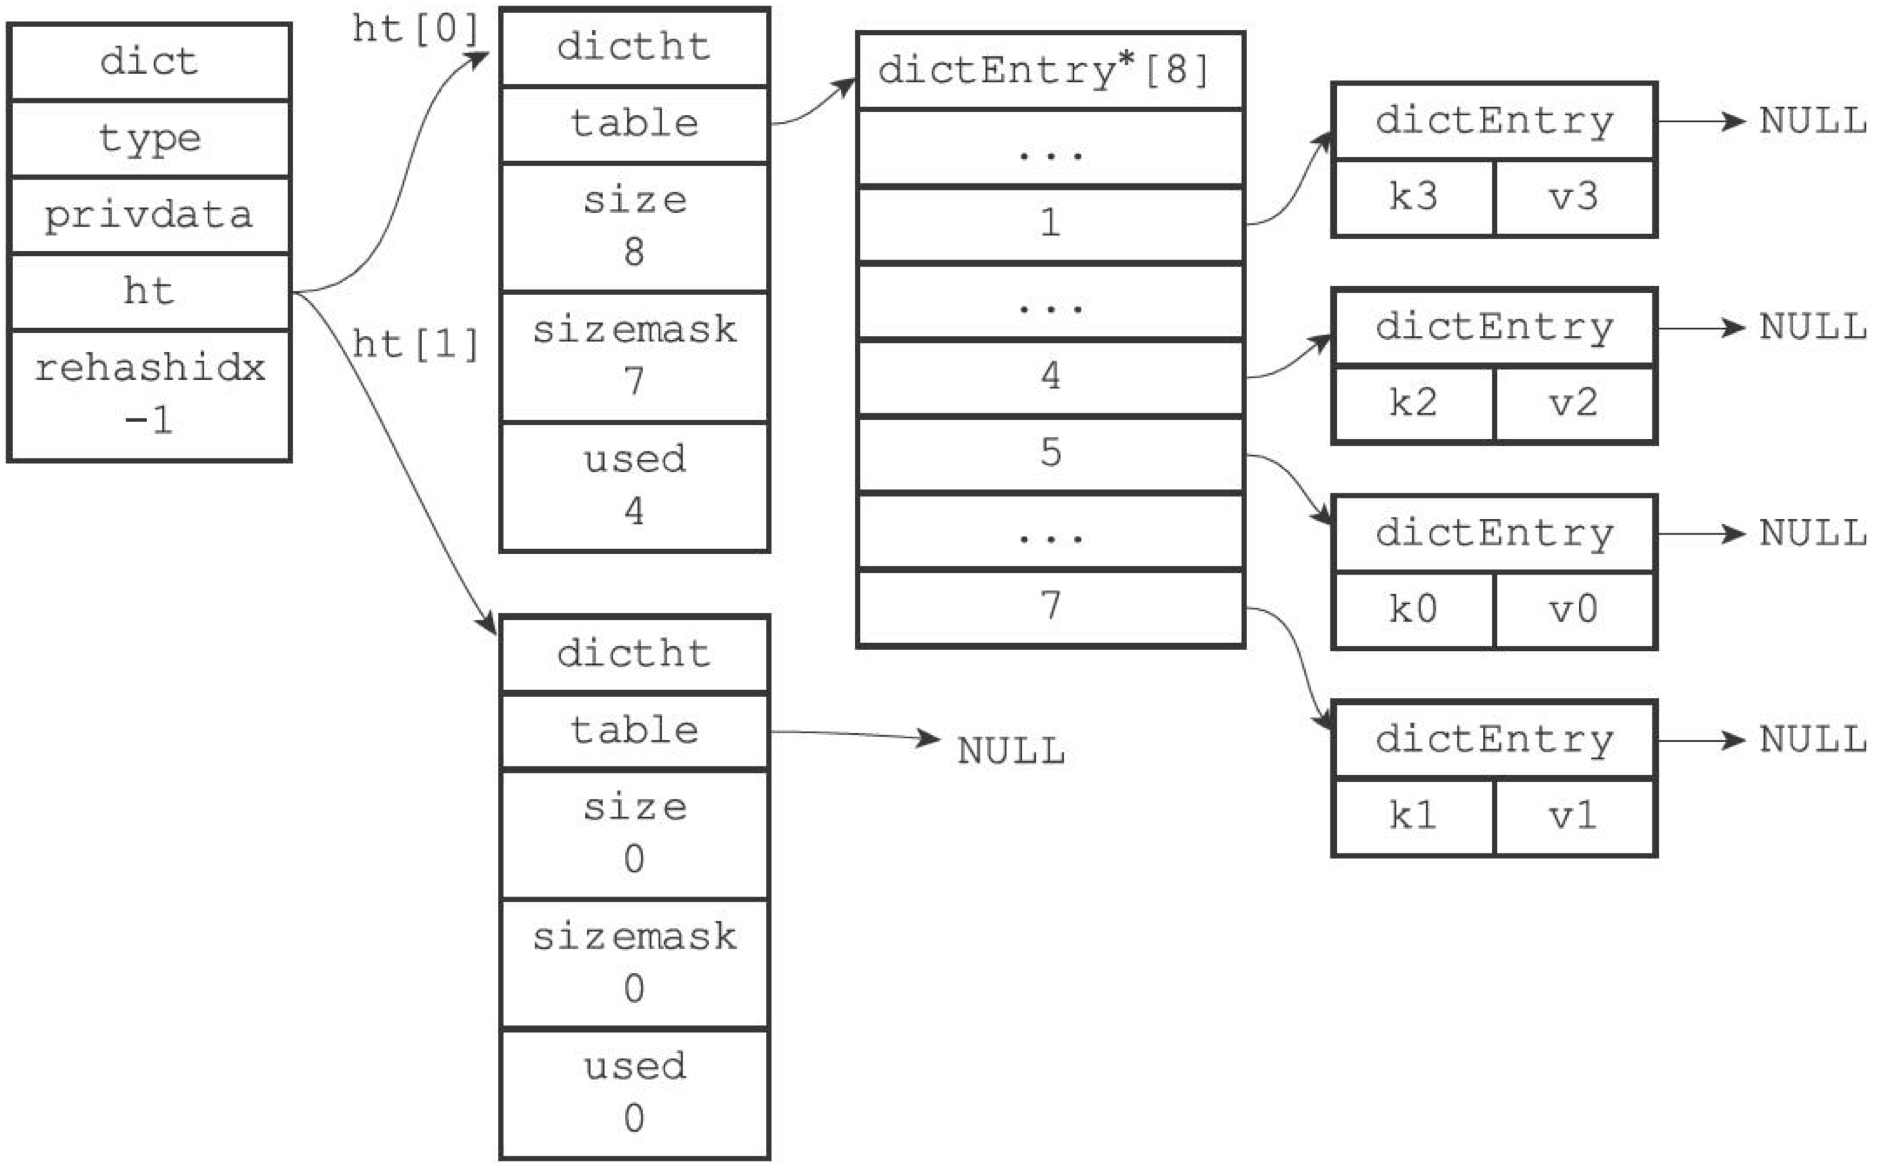 dict
type
privdata
ht
rehashidx
-1
ht[0]
ht[1]
dictht
table
size
8
sizemask
7
used
4
dictht
table
size
0
sizemask
0
used
0
NULL
dictEntry*[8]
...
1
...
4
5
...
7
dictEntry
k3 v3
NULL
dictEntry
k2 v2
NULL
dictEntry
k0 v0
NULL
dictEntry
k1 v1
NULL